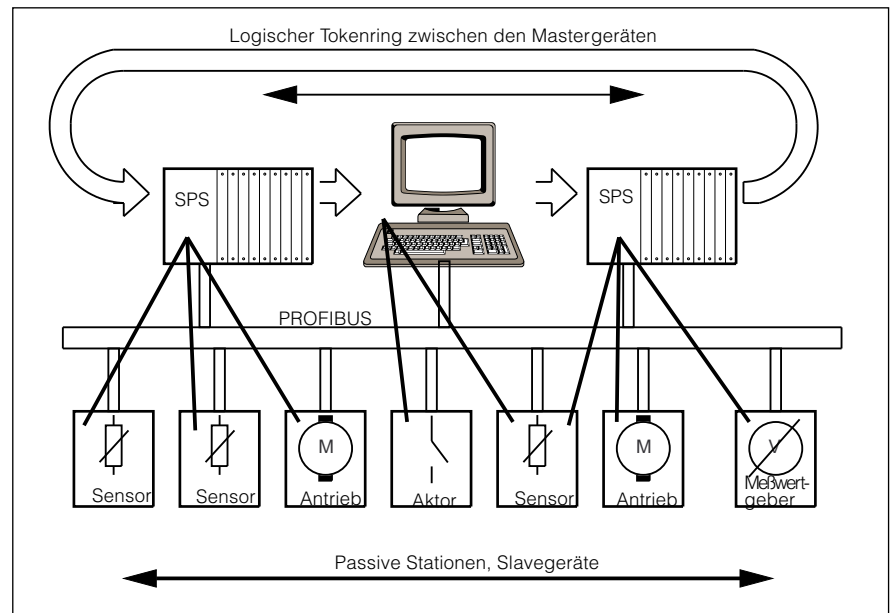 Logischer Tokenring zwischen den Mastergeräten
SPS
SPS
PROFIBUS
M
M
V
Sensor
Sensor
Antrieb
Aktor
Sensor
Antrieb
Meßwert-
geber
Passive Stationen, Slavegeräte